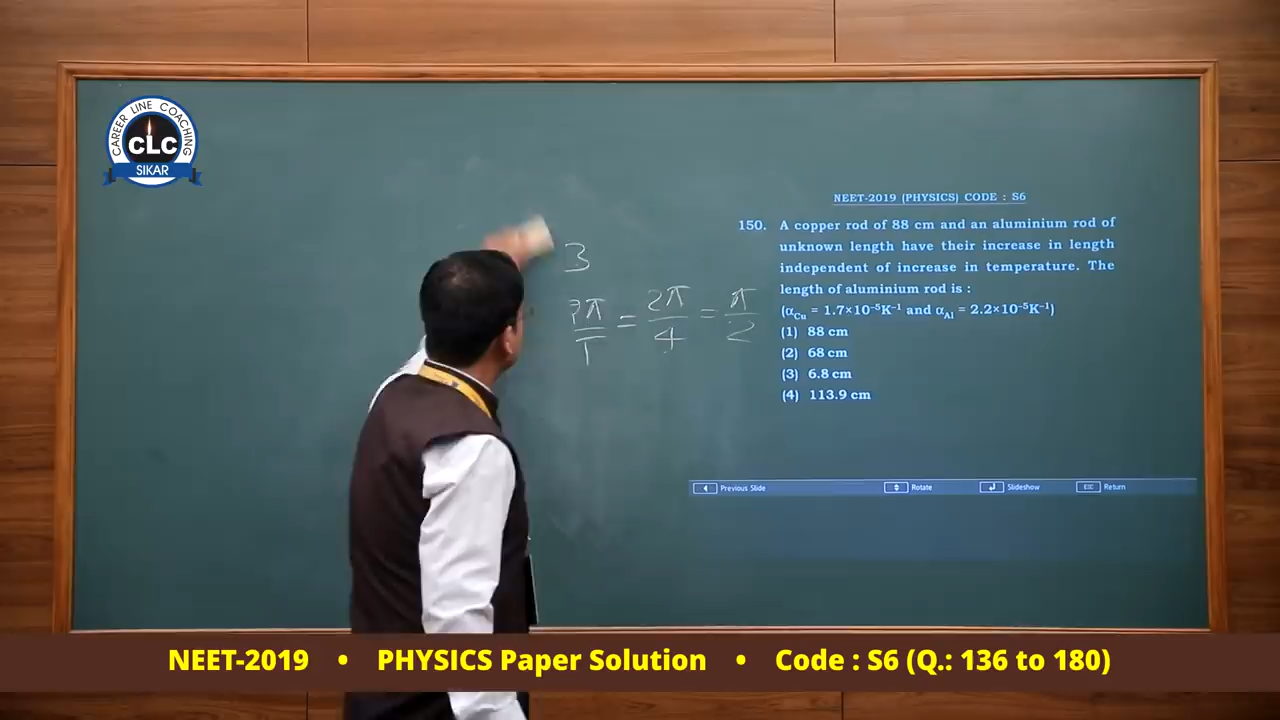 CAREER LINE COACHING
CLC
SIKAR
NEET-2019 (PHYSICS) CODE : S6
150. A copper rod of 88 cm and an aluminium rod of
unknown length have their increase in length
independent of increase in temperature. The
length of aluminium rod is :
(αCu = 1.7×10⁻⁵K⁻¹ and αAl = 2.2×10⁻⁵K⁻¹)
(1) 88 cm
(2) 68 cm
(3) 6.8 cm
(4) 113.9 cm
3
2π/T = 2π/4 = π/2
Previous Slide Rotate Slideshow ESC Return
NEET-2019 • PHYSICS Paper Solution • Code : S6 (Q.: 136 to 180)